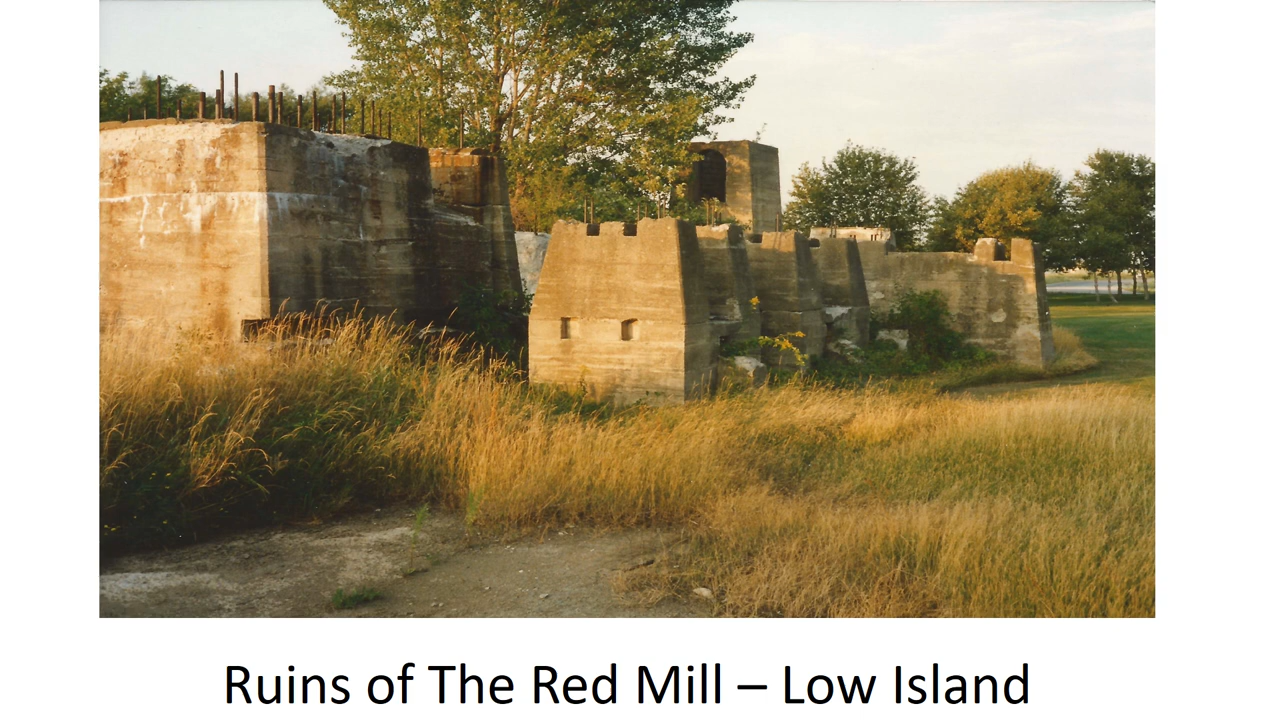 Ruins of The Red Mill – Low Island